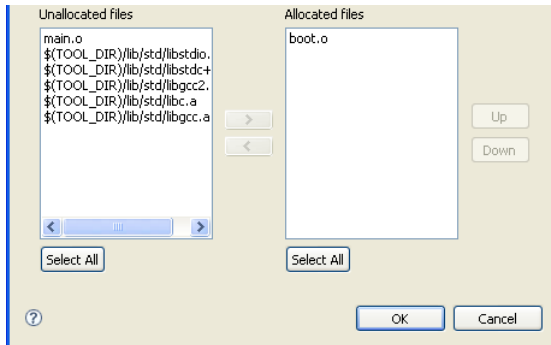 Unallocated files
Allocated files
main.o
$(TOOL_DIR)/lib/std/libstdio.
$(TOOL_DIR)/lib/std/libstdc+
$(TOOL_DIR)/lib/std/libgcc2.
$(TOOL_DIR)/lib/std/libc.a
$(TOOL_DIR)/lib/std/libgcc.a
boot.o
>
<
Up
Down
Select All
Select All
?
OK
Cancel